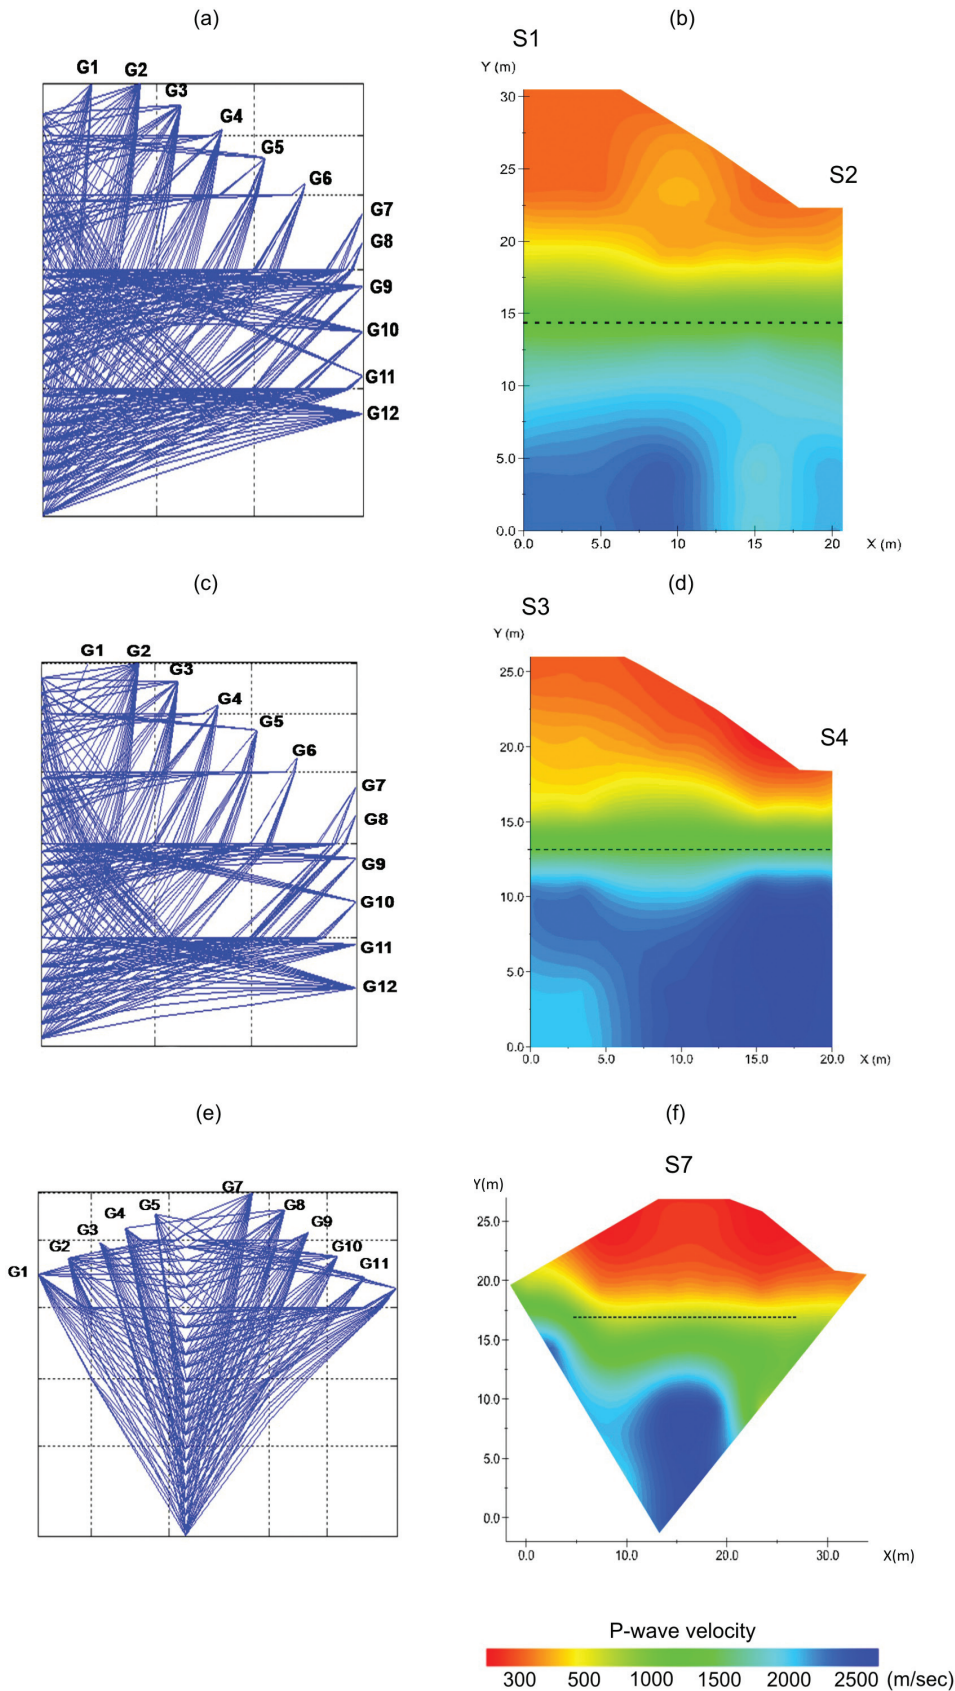 (a)
G1
G2
G3
G4
G5
G6
G7
G8
G9
G10
G11
G12
(b)
S1
Y (m)
S2
30
25
20
15
10
5.0
0.0
0.0 5.0 10 15 20 X (m)
(c)
G1
G2
G3
G4
G5
G6
G7
G8
G9
G10
G11
G12
(d)
S3
Y (m)
S4
25.0
20.0
15.0
10.0
5.0
0.0
0.0 5.0 10.0 15.0 20.0 X (m)
(e)
G1
G2
G3
G4
G5
G7
G8
G9
G10
G11
(f)
S7
Y(m)
25.0
20.0
15.0
10.0
5.0
0.0
0.0 10.0 20.0 30.0 X(m)
P-wave velocity
300 500 1000 1500 2000 2500 (m/sec)